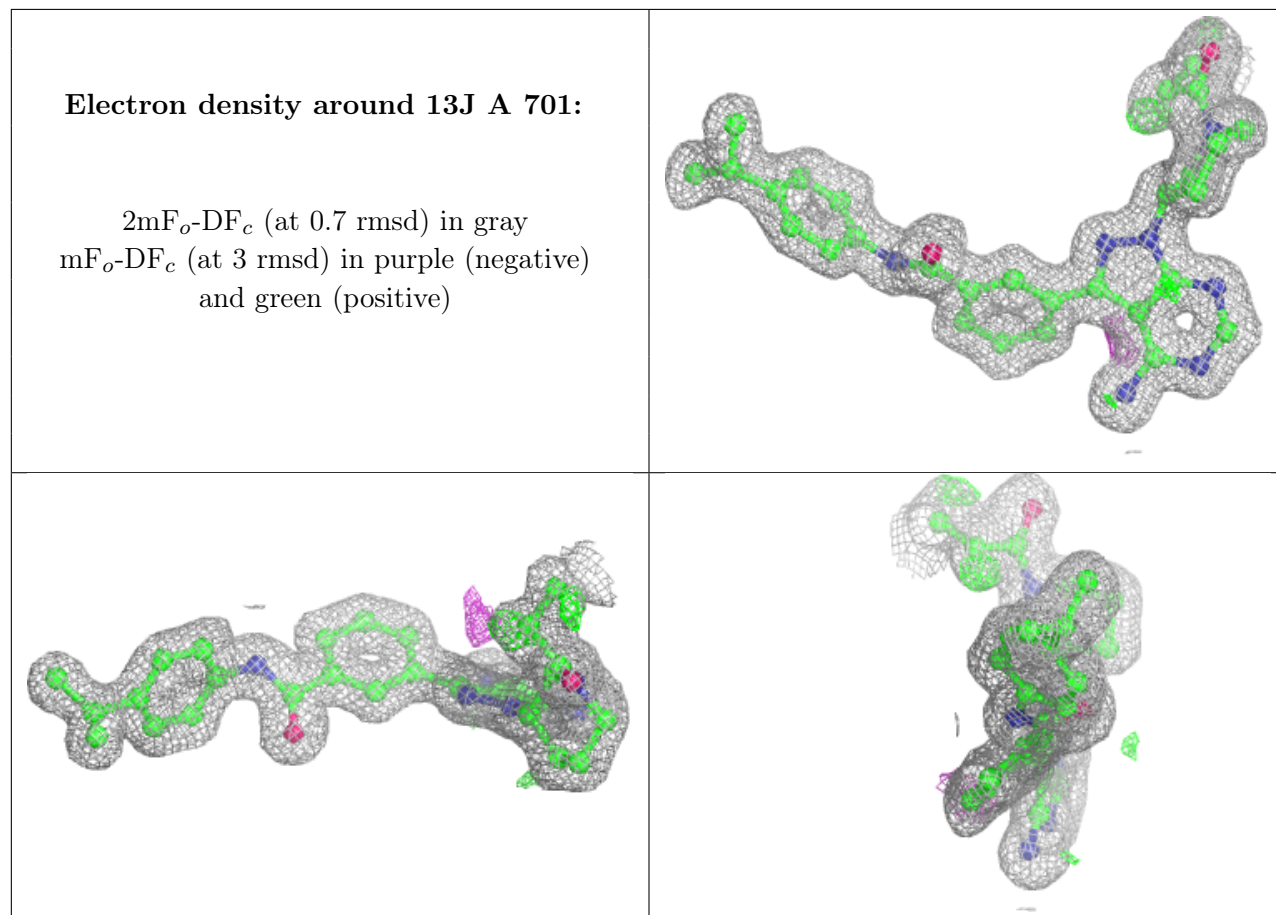 Electron density around 13J A 701:
2mFo-DFc (at 0.7 rmsd) in gray
mFo-DFc (at 3 rmsd) in purple (negative)
and green (positive)